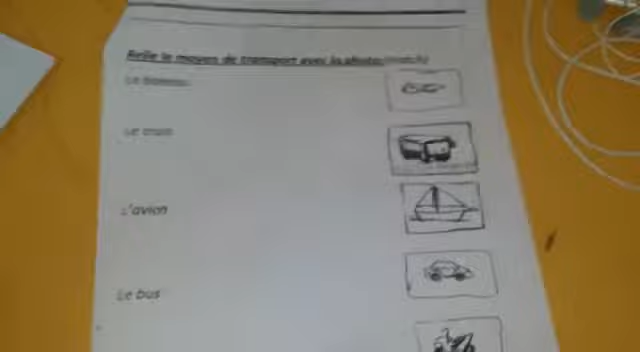 Relie le moyen de transport avec la photo (match)
Le bateau
Le train
L'avion
Le bus